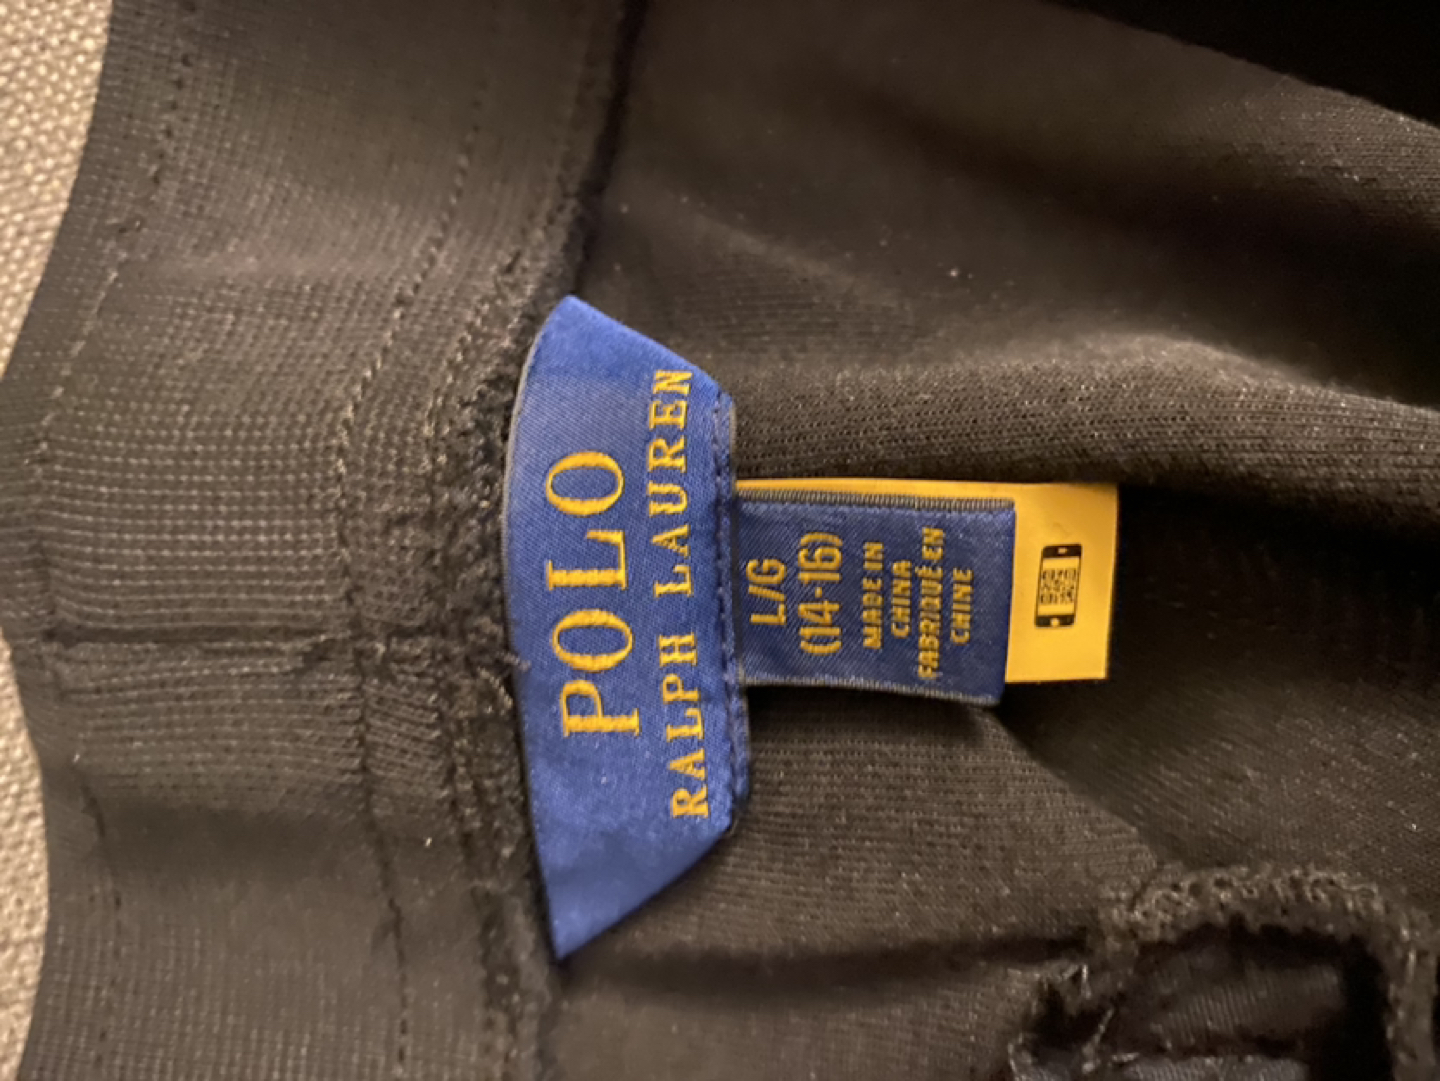 POLO
RALPH LAUREN
L/G
(14-16)
MADE IN
CHINA
FABRIQUÉ EN
CHINE